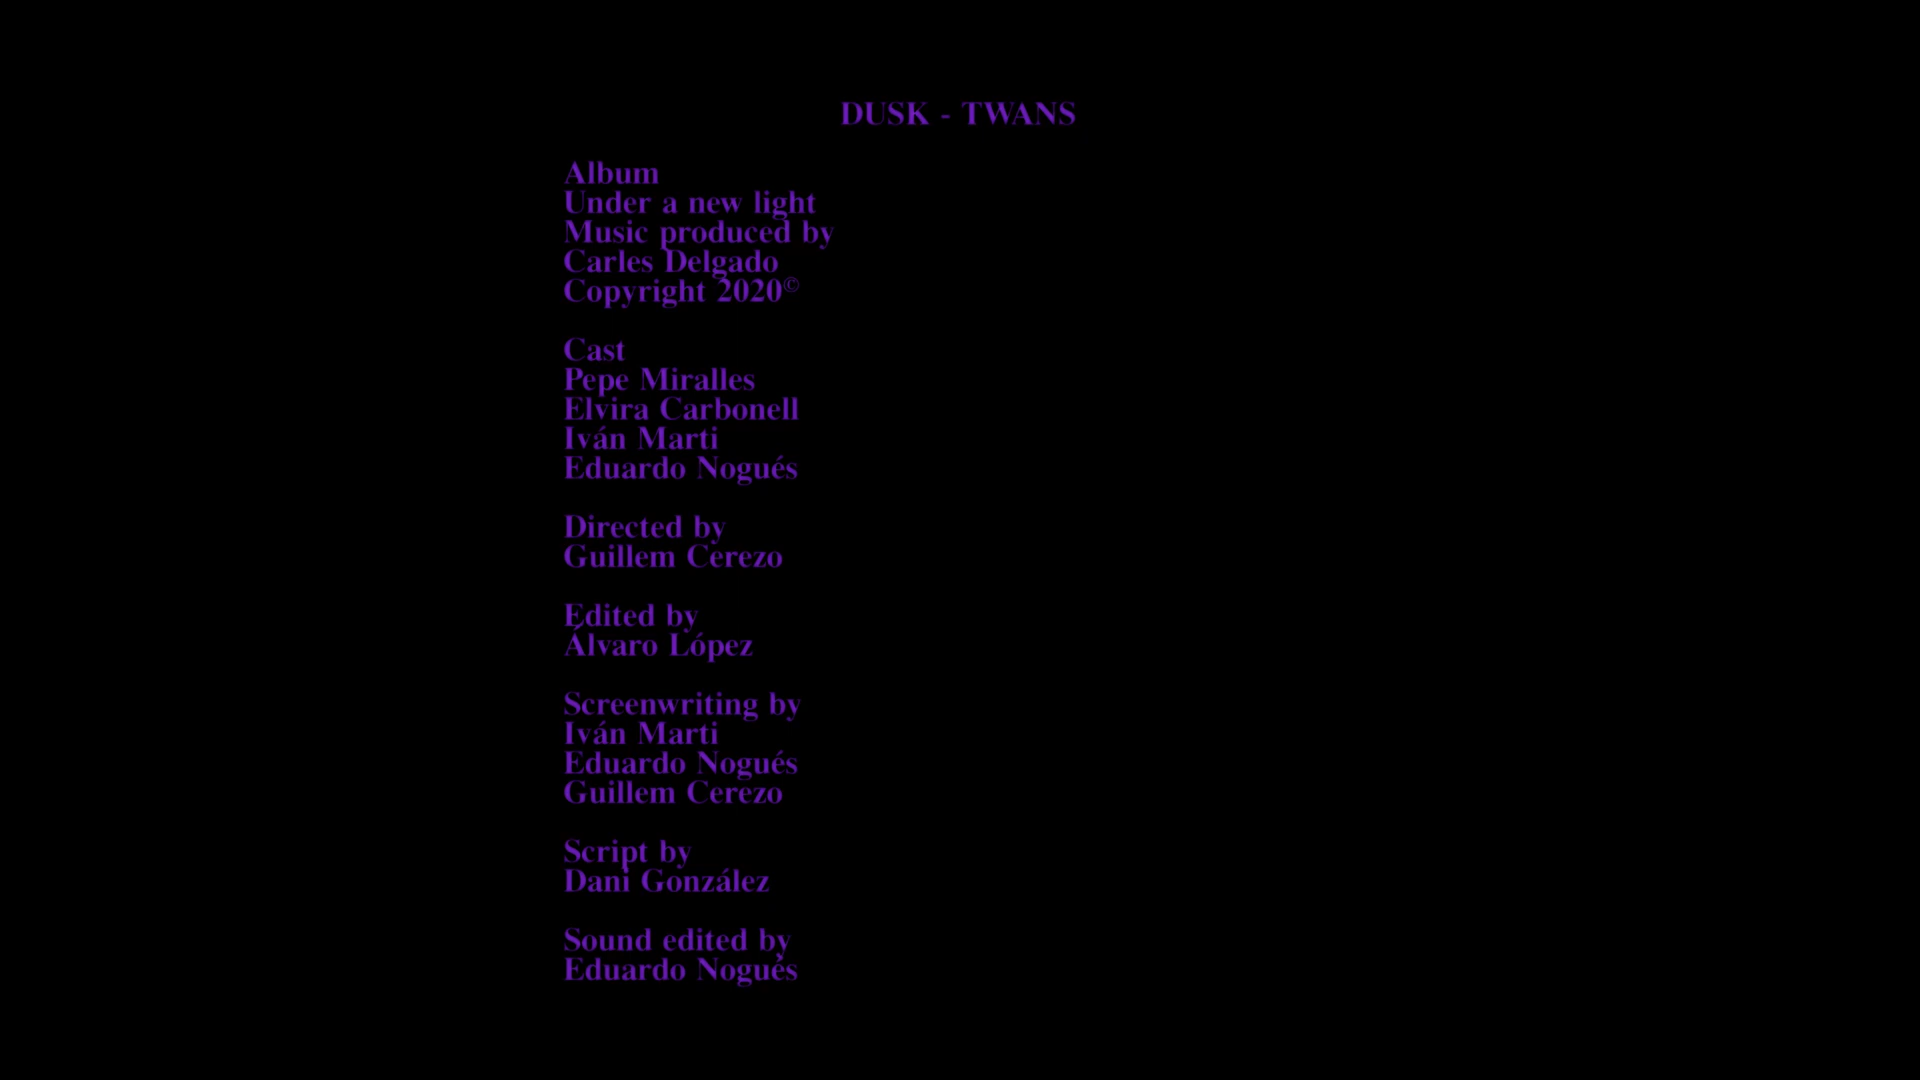 DUSK - TWANS
Album
Under a new light
Music produced by
Carles Delgado
Copyright 2020©
Cast
Pepe Miralles
Elvira Carbonell
Iván Marti
Eduardo Nogués
Directed by
Guillem Cerezo
Edited by
Álvaro López
Screenwriting by
Iván Marti
Eduardo Nogués
Guillem Cerezo
Script by
Dani González
Sound edited by
Eduardo Nogués